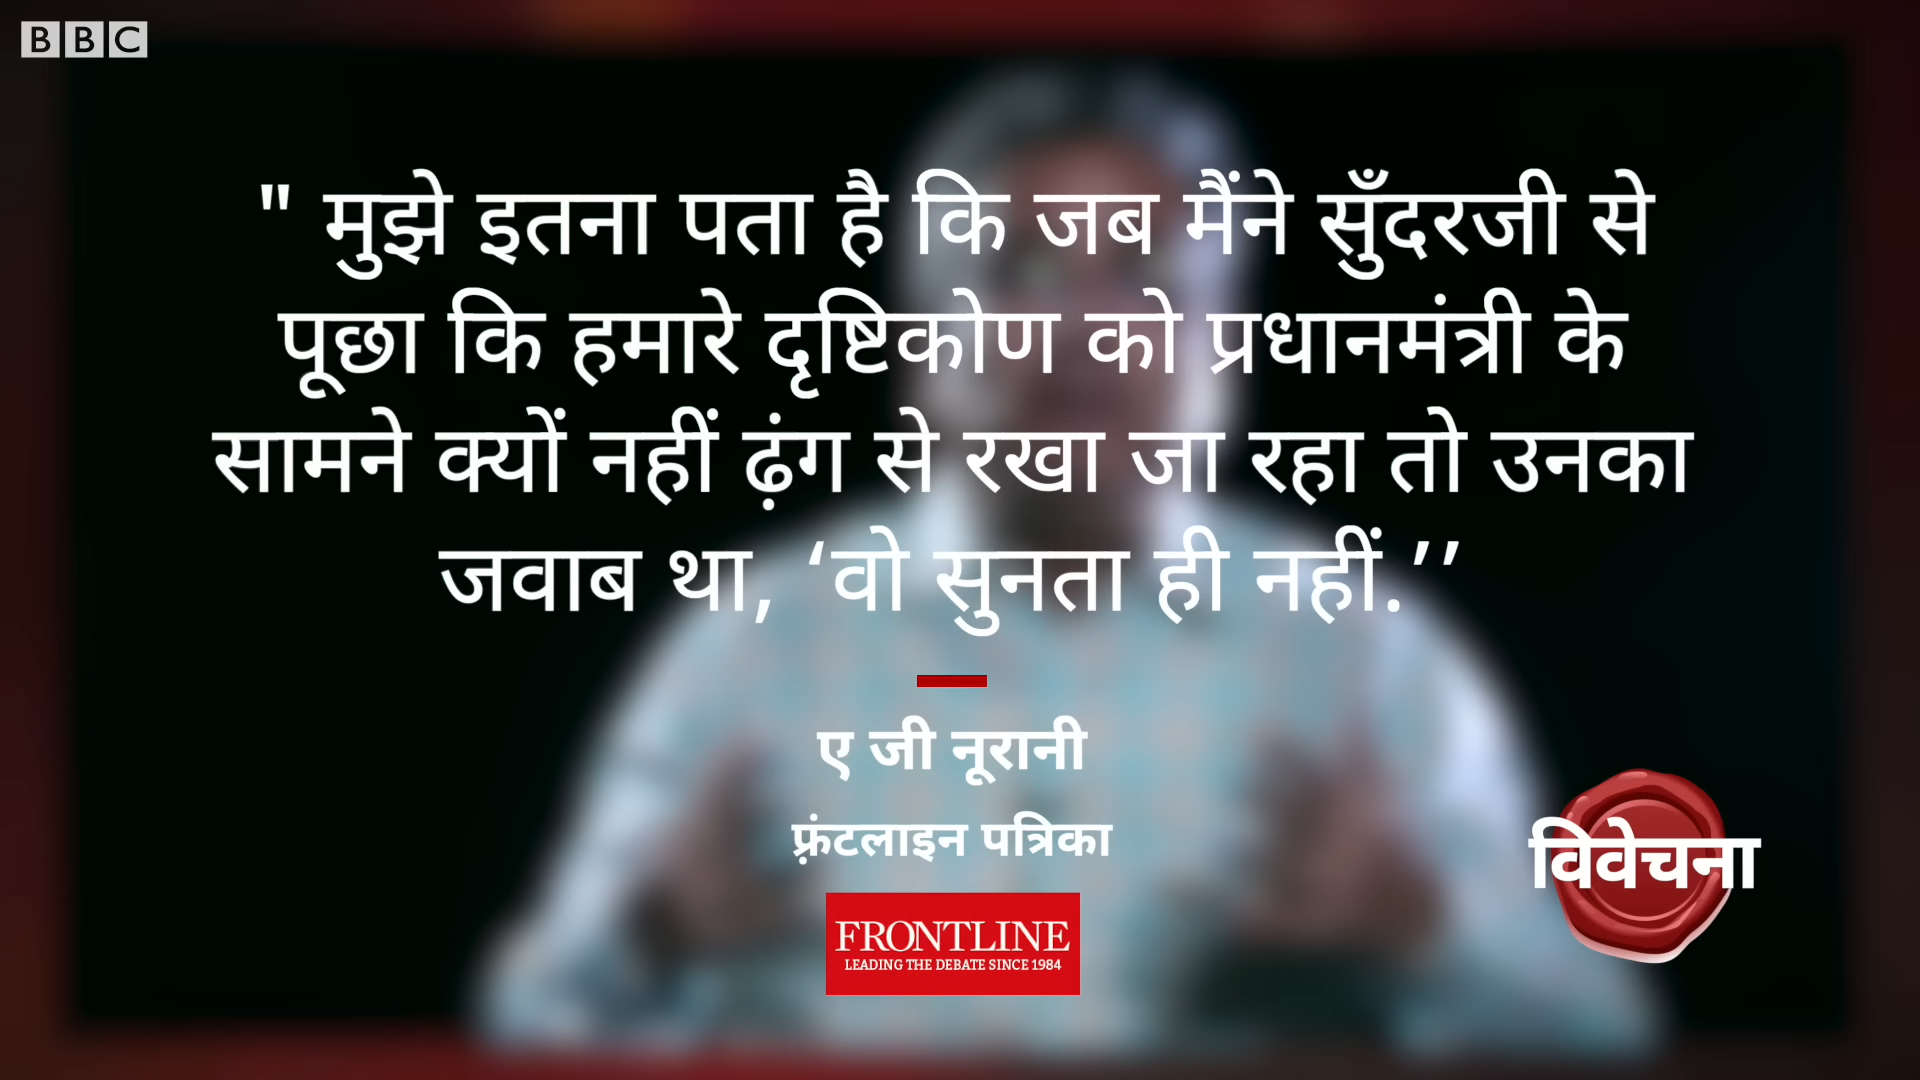 BBC
" मुझे इतना पता है कि जब मैंने सुँदरजी से
पूछा कि हमारे दृष्टिकोण को प्रधानमंत्री के
सामने क्यों नहीं ढ़ंग से रखा जा रहा तो उनका
जवाब था, ‘वो सुनता ही नहीं.’’
ए जी नूरानी
फ़्रंटलाइन पत्रिका
विवेचना
FRONTLINE
LEADING THE DEBATE SINCE 1984